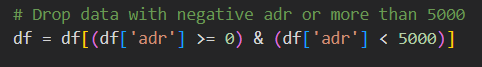 # Drop data with negative adr or more than 5000
df = df[(df['adr'] >= 0) & (df['adr'] < 5000)]